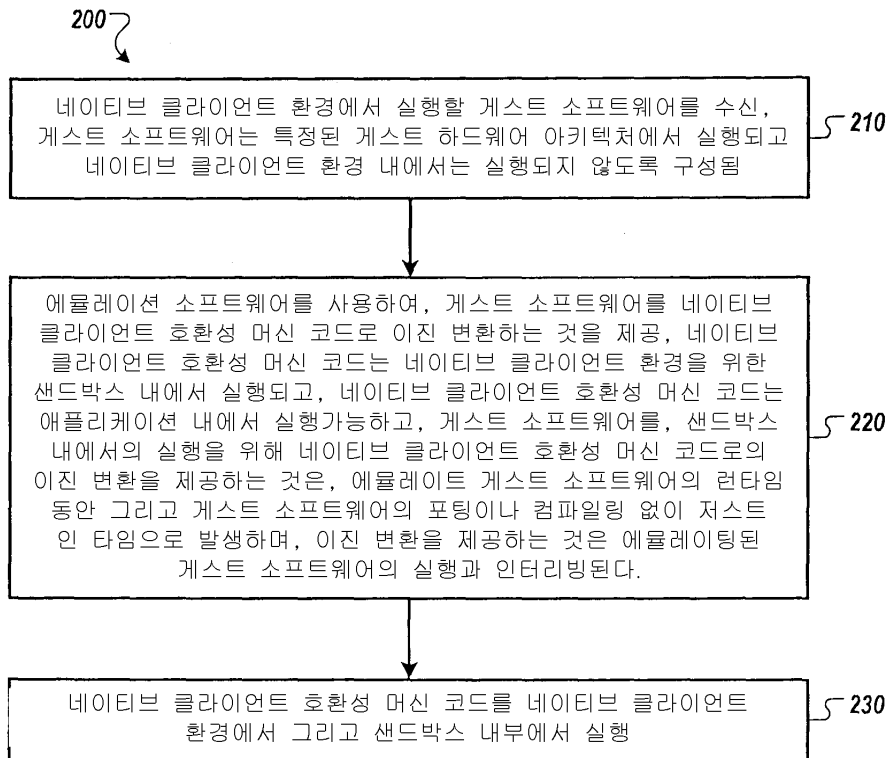 200
네이티브 클라이언트 환경에서 실행할 게스트 소프트웨어를 수신,
게스트 소프트웨어는 특정된 게스트 하드웨어 아키텍처에서 실행되고
네이티브 클라이언트 환경 내에서는 실행되지 않도록 구성됨
210
에뮬레이션 소프트웨어를 사용하여, 게스트 소프트웨어를 네이티브
클라이언트 호환성 머신 코드로 이진 변환하는 것을 제공, 네이티브
클라이언트 호환성 머신 코드는 네이티브 클라이언트 환경을 위한
샌드박스 내에서 실행되고, 네이티브 클라이언트 호환성 머신 코드는
애플리케이션 내에서 실행가능하고, 게스트 소프트웨어를, 샌드박스
내에서의 실행을 위해 네이티브 클라이언트 호환성 머신 코드로의
이진 변환을 제공하는 것은, 에뮬레이트 게스트 소프트웨어의 런타임
동안 그리고 게스트 소프트웨어의 포팅이나 컴파일링 없이 저스트
인 타임으로 발생하며, 이진 변환을 제공하는 것은 에뮬레이팅된
게스트 소프트웨어의 실행과 인터리빙된다.
220
네이티브 클라이언트 호환성 머신 코드를 네이티브 클라이언트
환경에서 그리고 샌드박스 내부에서 실행
230